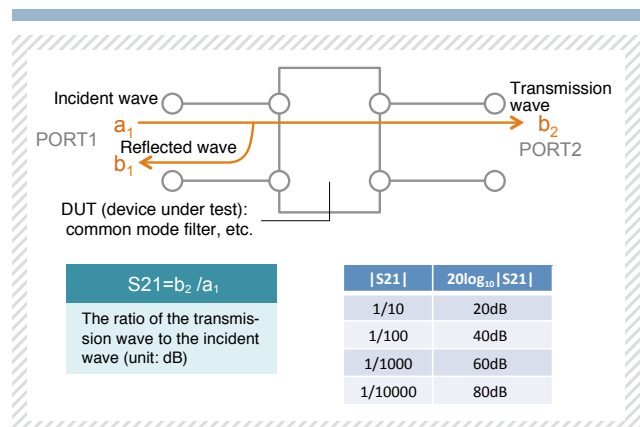 Incident wave
Transmission
wave
a₁
b₂
PORT1
PORT2
Reflected wave
b₁
DUT (device under test):
common mode filter, etc.
S21=b₂ /a₁
The ratio of the transmis-
sion wave to the incident
wave (unit: dB)
|S21| 20log₁₀|S21|
1/10 20dB
1/100 40dB
1/1000 60dB
1/10000 80dB